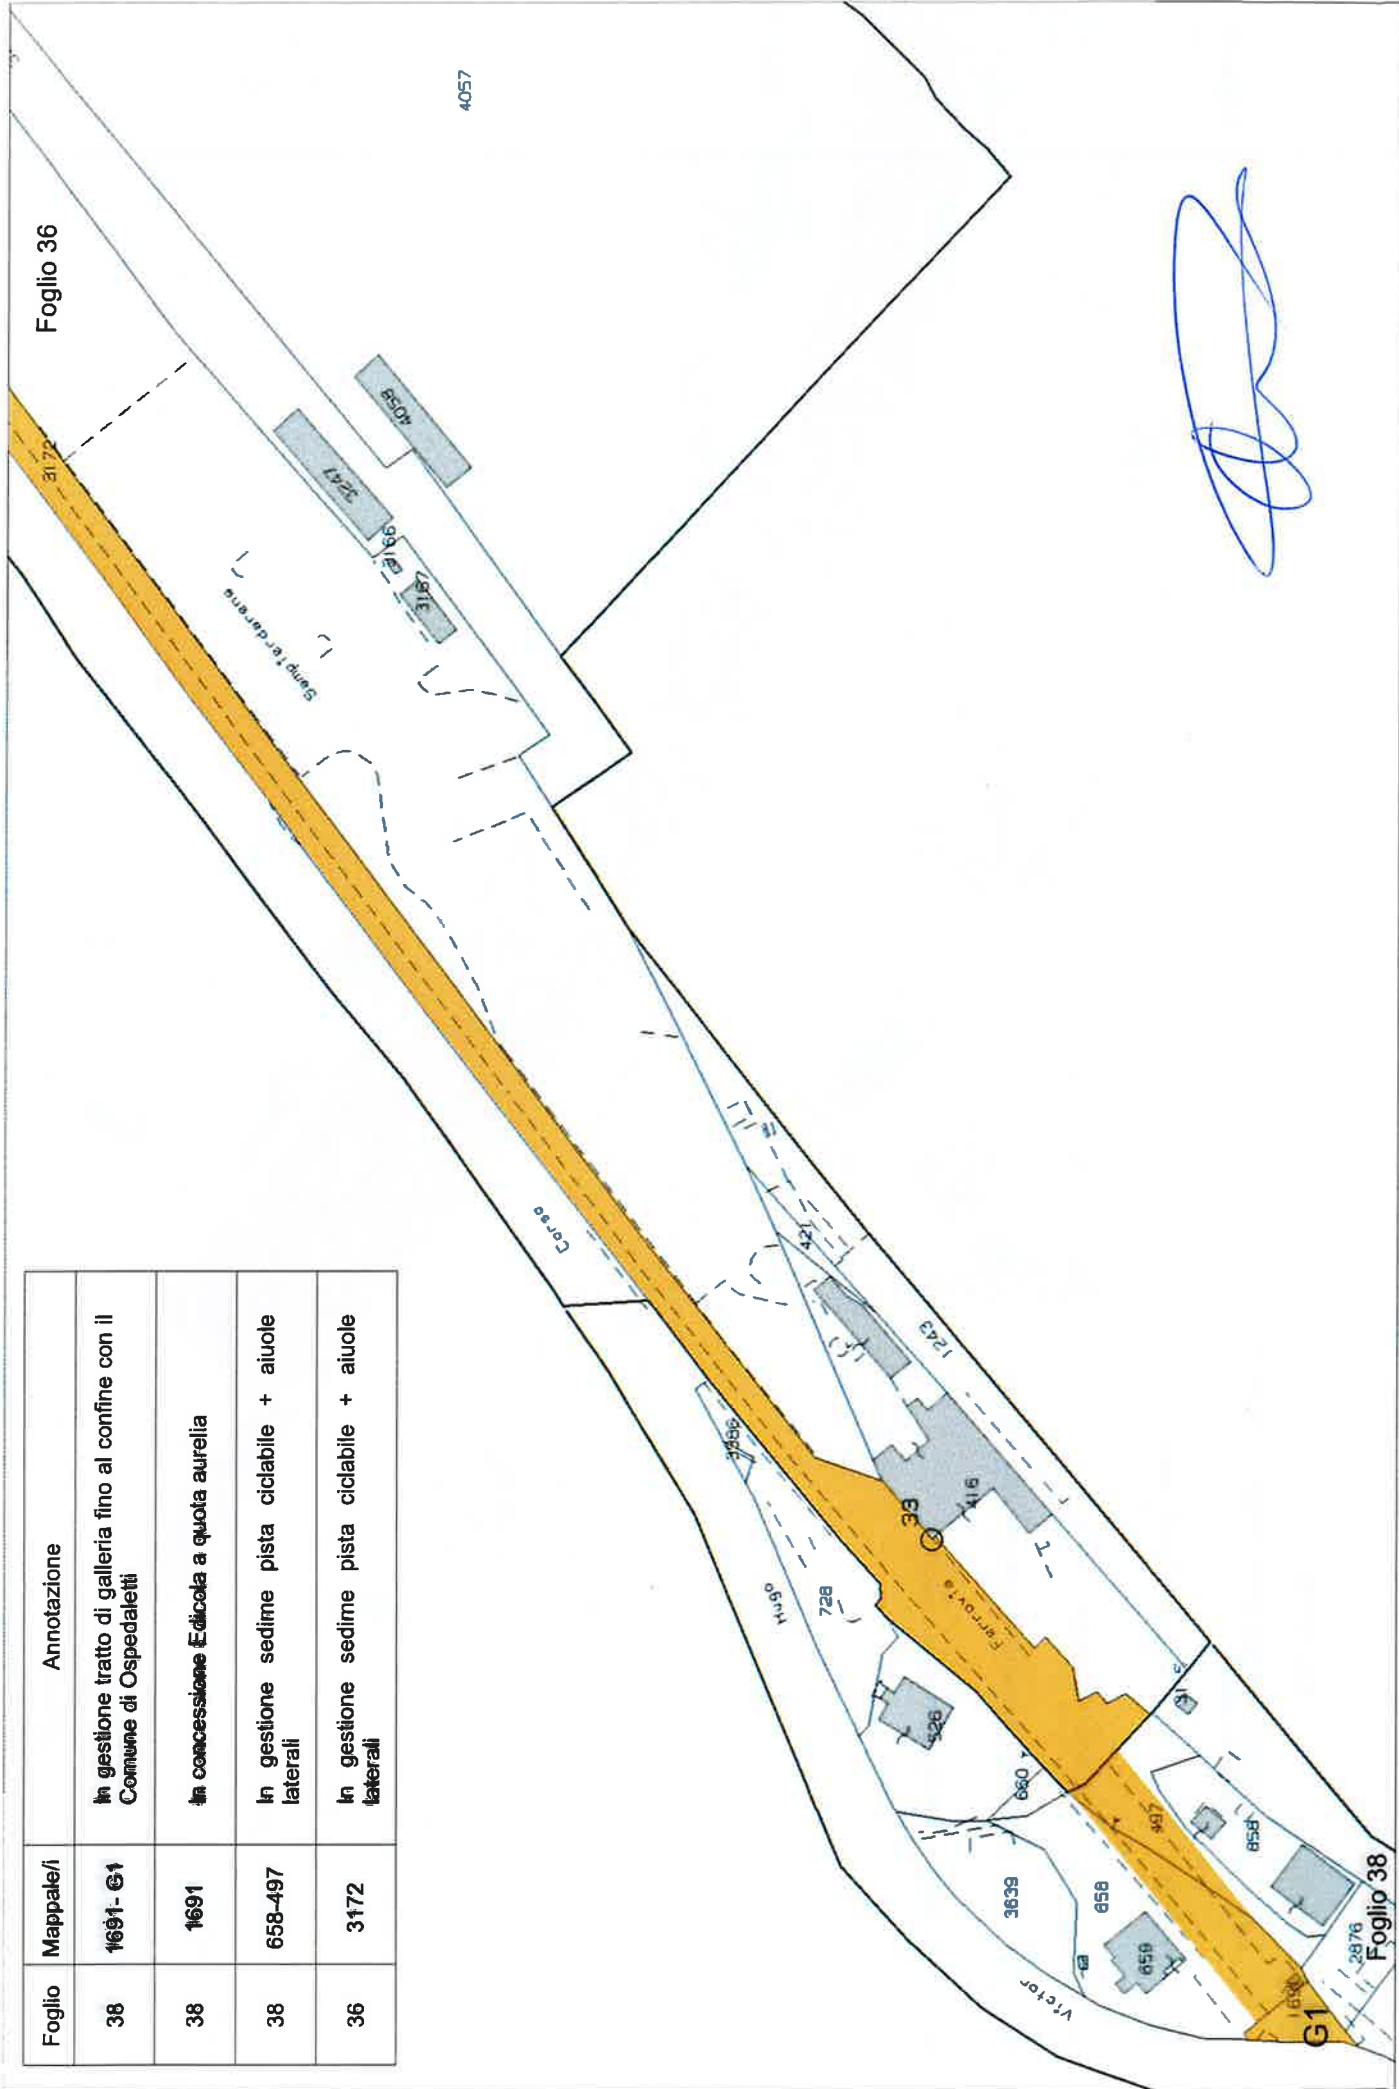 Foglio Mappale/i Annotazione
38 1691- G1 In gestione tratto di galleria fino al confine con il
Comune di Ospedaletti
38 1691 In concessione Edicola a quota aurelia
38 658-497 In gestione sedime pista ciclabile + aiuole
laterali
36 3172 In gestione sedime pista ciclabile + aiuole
laterali
Foglio 36
4057
3172
4058
3247
3166
3167
Sampierdarena
Corso
421
1243
3386
33
416
Hugo
728
Ferrovia
526
660
497
858
3639
658
659
Victor
2876
G1
Foglio 38